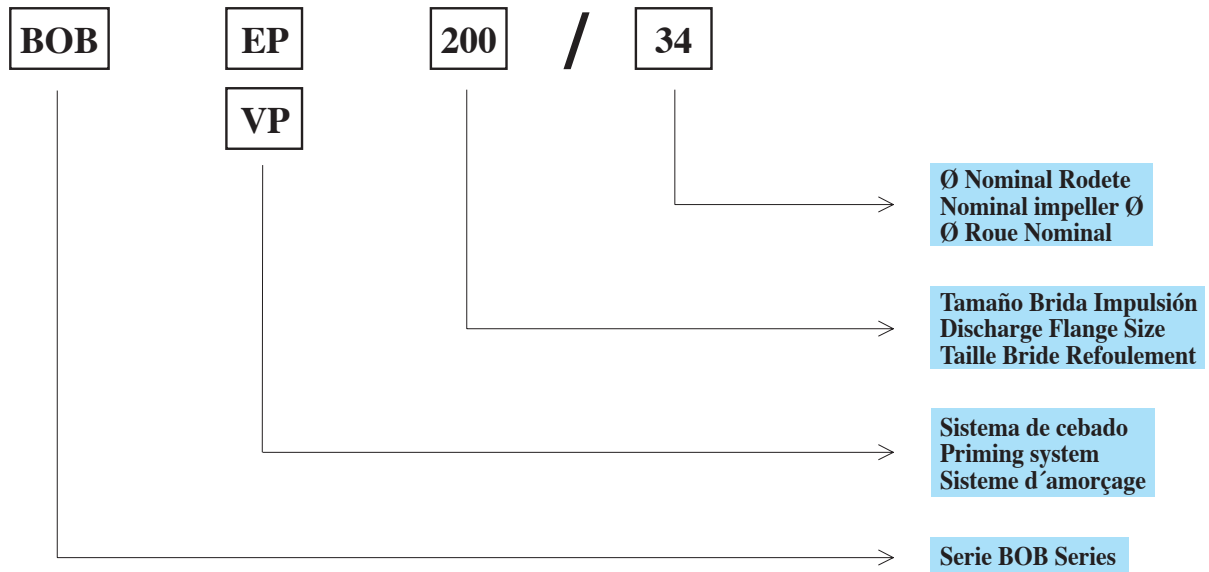 BOB EP 200 / 34
VP
Ø Nominal Rodete
Nominal impeller Ø
Ø Roue Nominal
Tamaño Brida Impulsión
Discharge Flange Size
Taille Bride Refoulement
Sistema de cebado
Priming system
Sisteme d´amorçage
Serie BOB Series